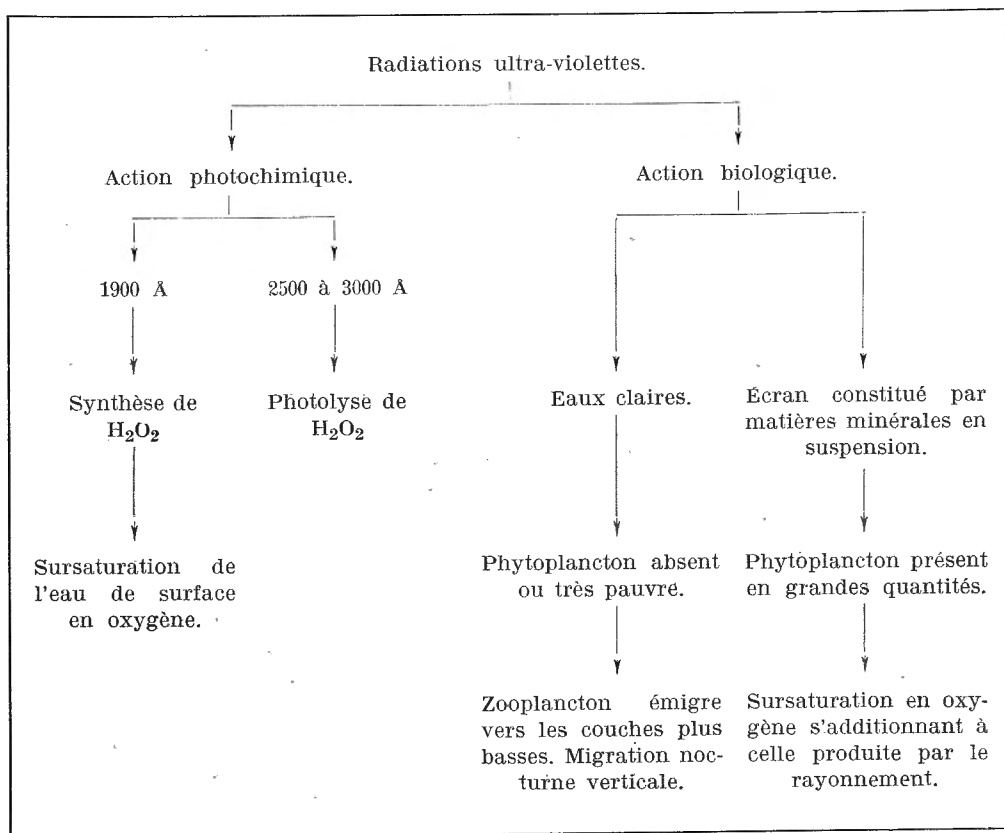 Radiations ultra-violettes.
Action photochimique.
Action biologique.
1900 Å
2500 à 3000 Å
Synthèse de
H₂O₂
Photolyse de
H₂O₂
Eaux claires.
Écran constitué par
matières minérales en
suspension.
Sursaturation de
l'eau de surface
en oxygène.
Phytoplancton absent
ou très pauvre.
Phytoplancton présent
en grandes quantités.
Zooplancton émigre
vers les couches plus
basses. Migration noc-
turne verticale.
Sursaturation en oxy-
gène s'additionnant à
celle produite par le
rayonnement.